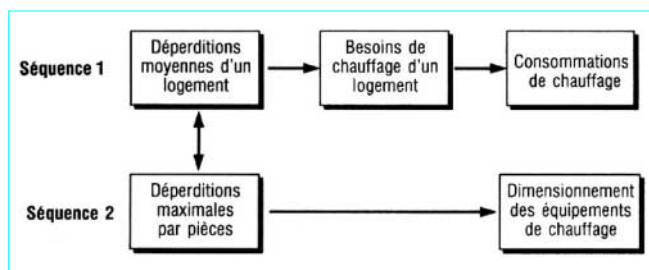 Séquence 1
Déperditions
moyennes d'un
logement
Besoins de
chauffage d'un
logement
Consommations
de chauffage
Séquence 2
Déperditions
maximales
par pièces
Dimensionnement
des équipements
de chauffage